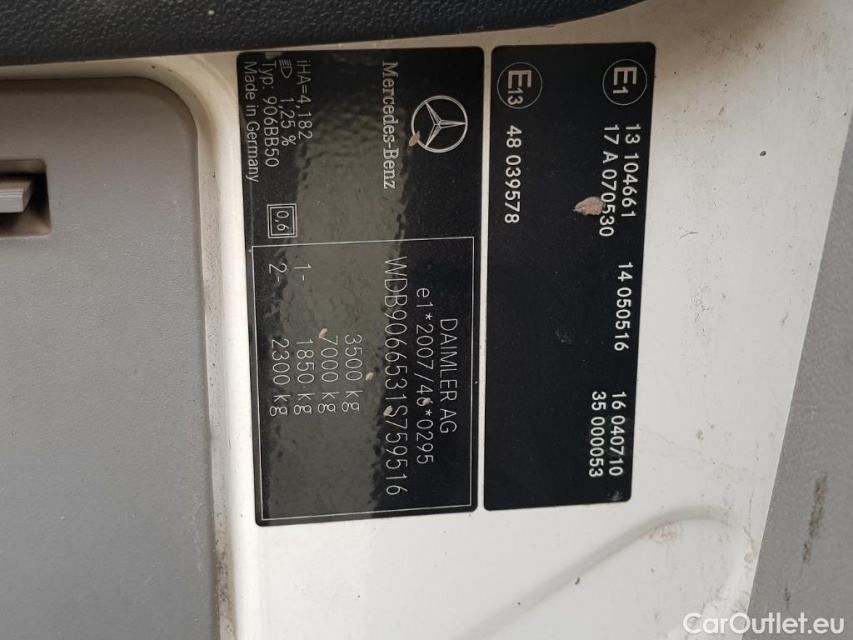 Mercedes-Benz
iHA=4,182
1,25 %
Typ: 906BB50
Made in Germany
0,6
DAIMLER AG
e1*2007/46*0295
WDB9066531S759516
3500 kg
7000 kg
1- 1850 kg
2- 2300 kg
E1
13 104661 14 050516 16 040710
17 A 070530 35 000053
E13
48 039578
CarOutlet.eu